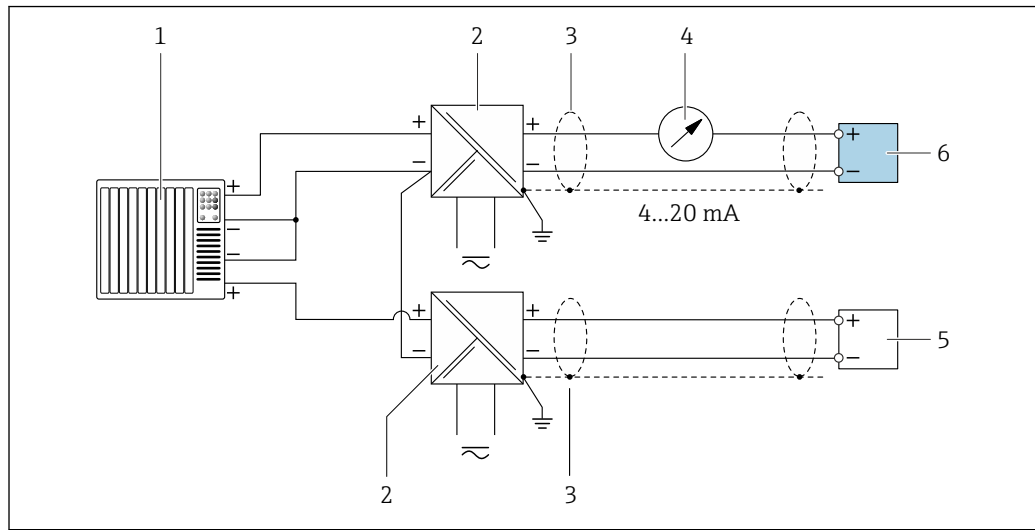 1 2 3 4
+ + +
− − − 6
+
− 4...20 mA
−
+
+ + + 5
− − −
2 3